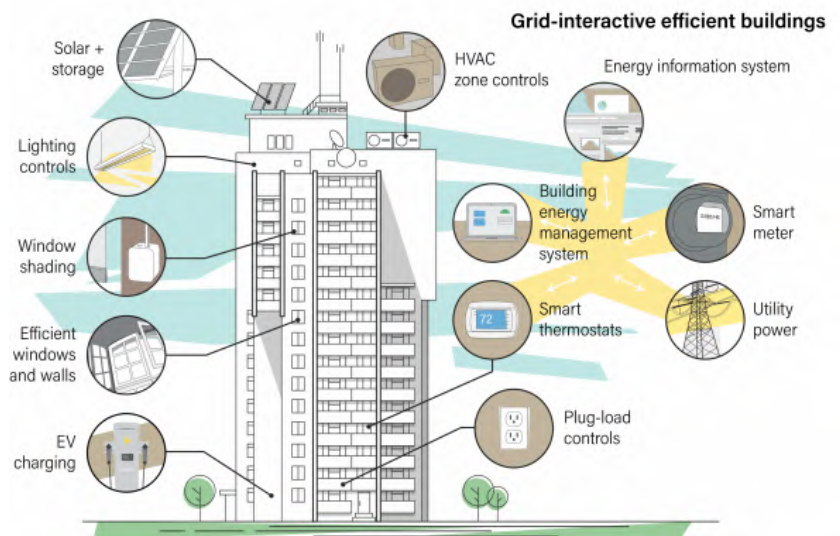 Grid-interactive efficient buildings
Solar +
storage
HVAC
zone controls
Energy information system
Lighting
controls
Building
energy
management
system
Smart
meter
Window
shading
Smart
thermostats
72
Utility
power
Efficient
windows
and walls
Plug-load
controls
EV
charging